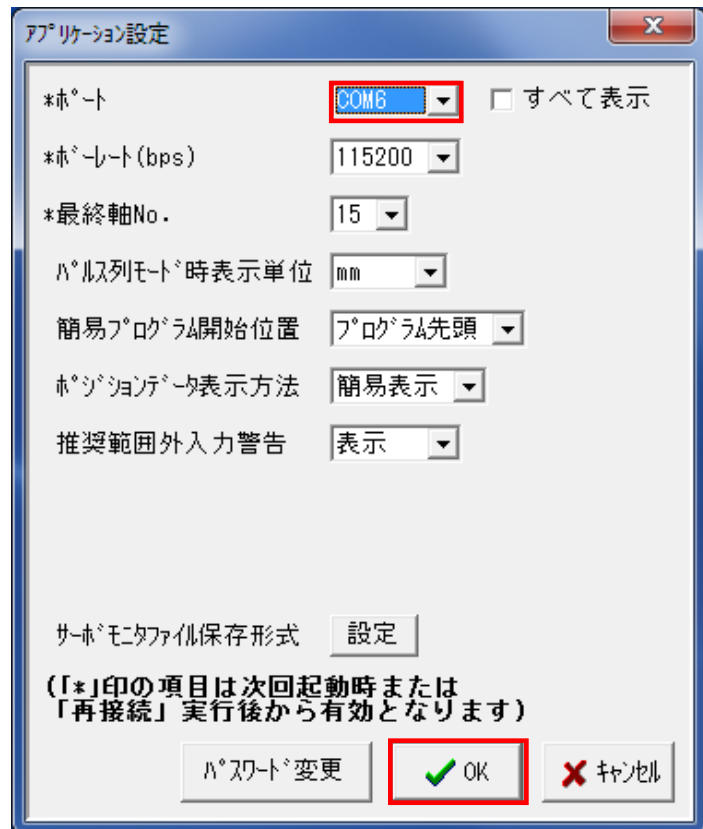 ｱﾌﾟﾘｹｰｼｮﾝ設定
*ﾎﾟｰﾄ COM6 すべて表示
*ﾎﾞｰﾚｰﾄ(bps) 115200
*最終軸No. 15
ﾊﾟﾙｽ列ﾓｰﾄﾞ時表示単位 mm
簡易ﾌﾟﾛｸﾞﾗﾑ開始位置 ﾌﾟﾛｸﾞﾗﾑ先頭
ﾎﾟｼﾞｼｮﾝﾃﾞｰﾀ表示方法 簡易表示
推奨範囲外入力警告 表示
ｻｰﾎﾞﾓﾆﾀﾌｧｲﾙ保存形式 設定
(｢*｣印の項目は次回起動時または
｢再接続｣実行後から有効となります)
ﾊﾟｽﾜｰﾄﾞ変更 OK ｷｬﾝｾﾙ